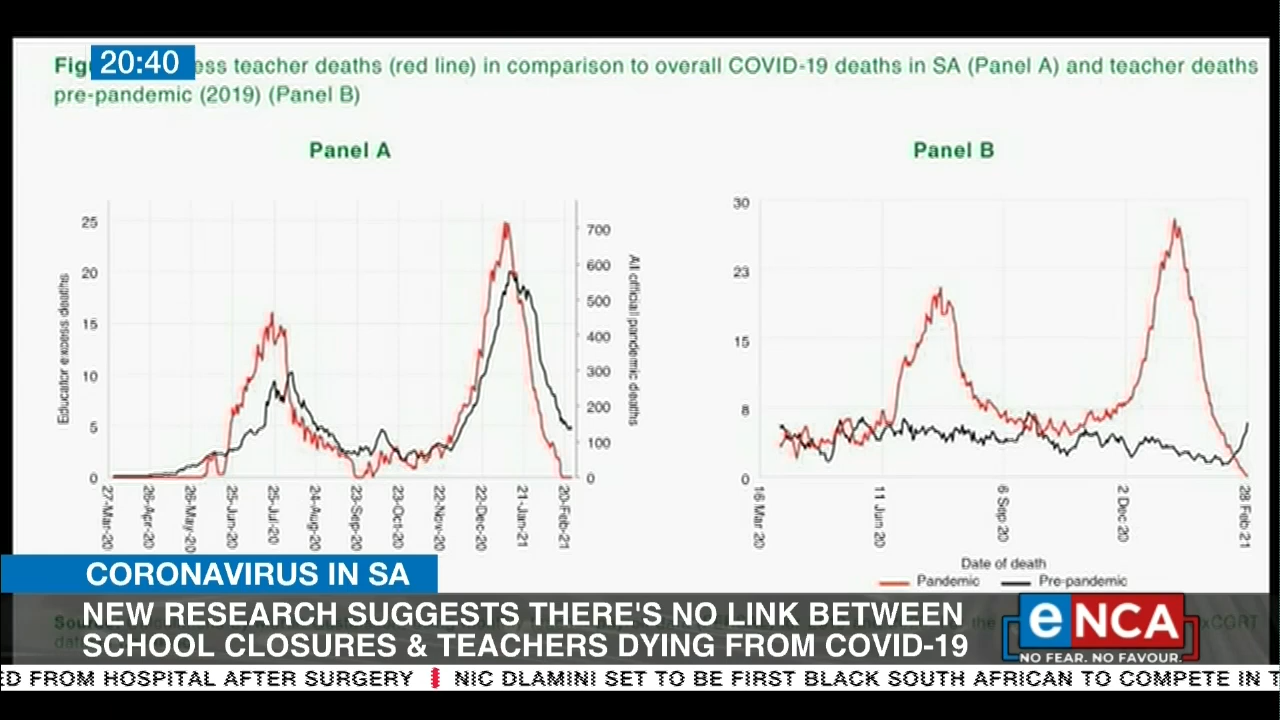 20:40
Fig ess teacher deaths (red line) in comparison to overall COVID-19 deaths in SA (Panel A) and teacher deaths
pre-pandemic (2019) (Panel B)
Panel A
25
20
15
10
5
0
Educator excess deaths
700
600
500
400
300
200
100
0
All official pandemic deaths
27-Mar-20
26-Apr-20
26-May-20
25-Jun-20
25-Jul-20
24-Aug-20
23-Sep-20
23-Oct-20
22-Nov-20
22-Dec-20
21-Jan-21
20-Feb-21
Panel B
30
23
15
8
0
16 Mar 20
11 Jun 20
6 Sep 20
2 Dec 20
28 Feb 21
Date of death
Pandemic Pre-pandemic
CORONAVIRUS IN SA
NEW RESEARCH SUGGESTS THERE'S NO LINK BETWEEN
SCHOOL CLOSURES & TEACHERS DYING FROM COVID-19
eNCA
NO FEAR. NO FAVOUR.
the xCGRT
ED FROM HOSPITAL AFTER SURGERY NIC DLAMINI SET TO BE FIRST BLACK SOUTH AFRICAN TO COMPETE IN T